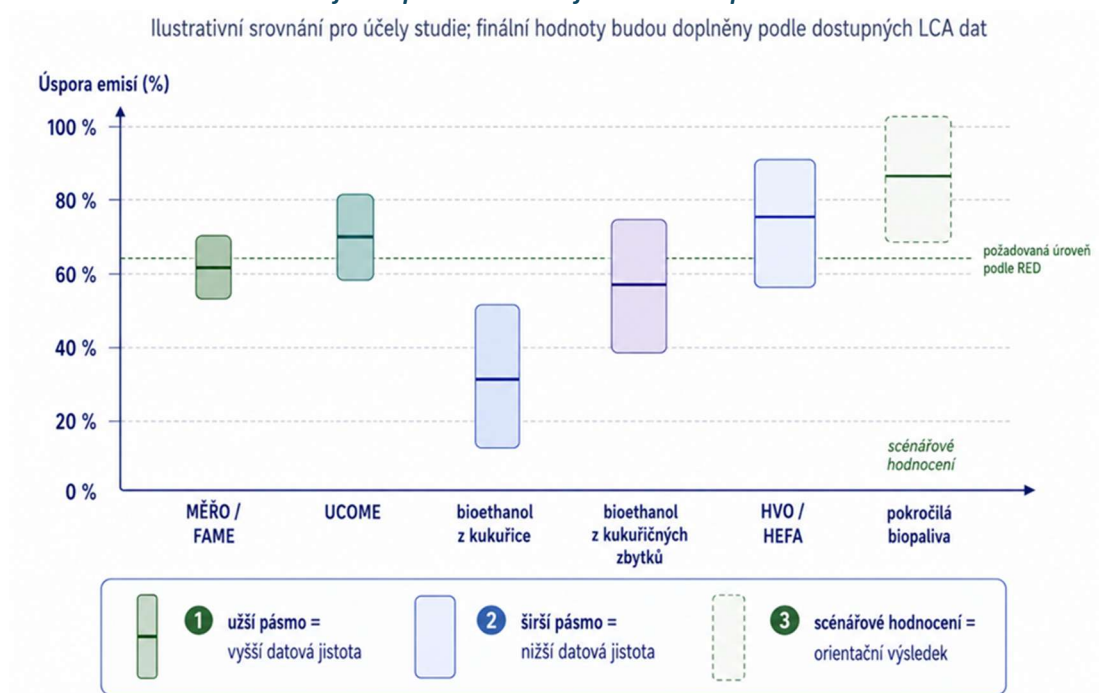 Ilustrativní srovnání pro účely studie; finální hodnoty budou doplněny podle dostupných LCA dat
Úspora emisí (%)
100 %
80 %
60 %
40 %
20 %
0 %
požadovaná úroveň
podle RED
scénářové
hodnocení
MĚŘO /
FAME
UCOME
bioethanol
z kukuřice
bioethanol
z kukuřičných
zbytků
HVO /
HEFA
pokročilá
biopaliva
1 užší pásmo =
vyšší datová jistota
2 širší pásmo =
nižší datová jistota
3 scénářové hodnocení =
orientační výsledek